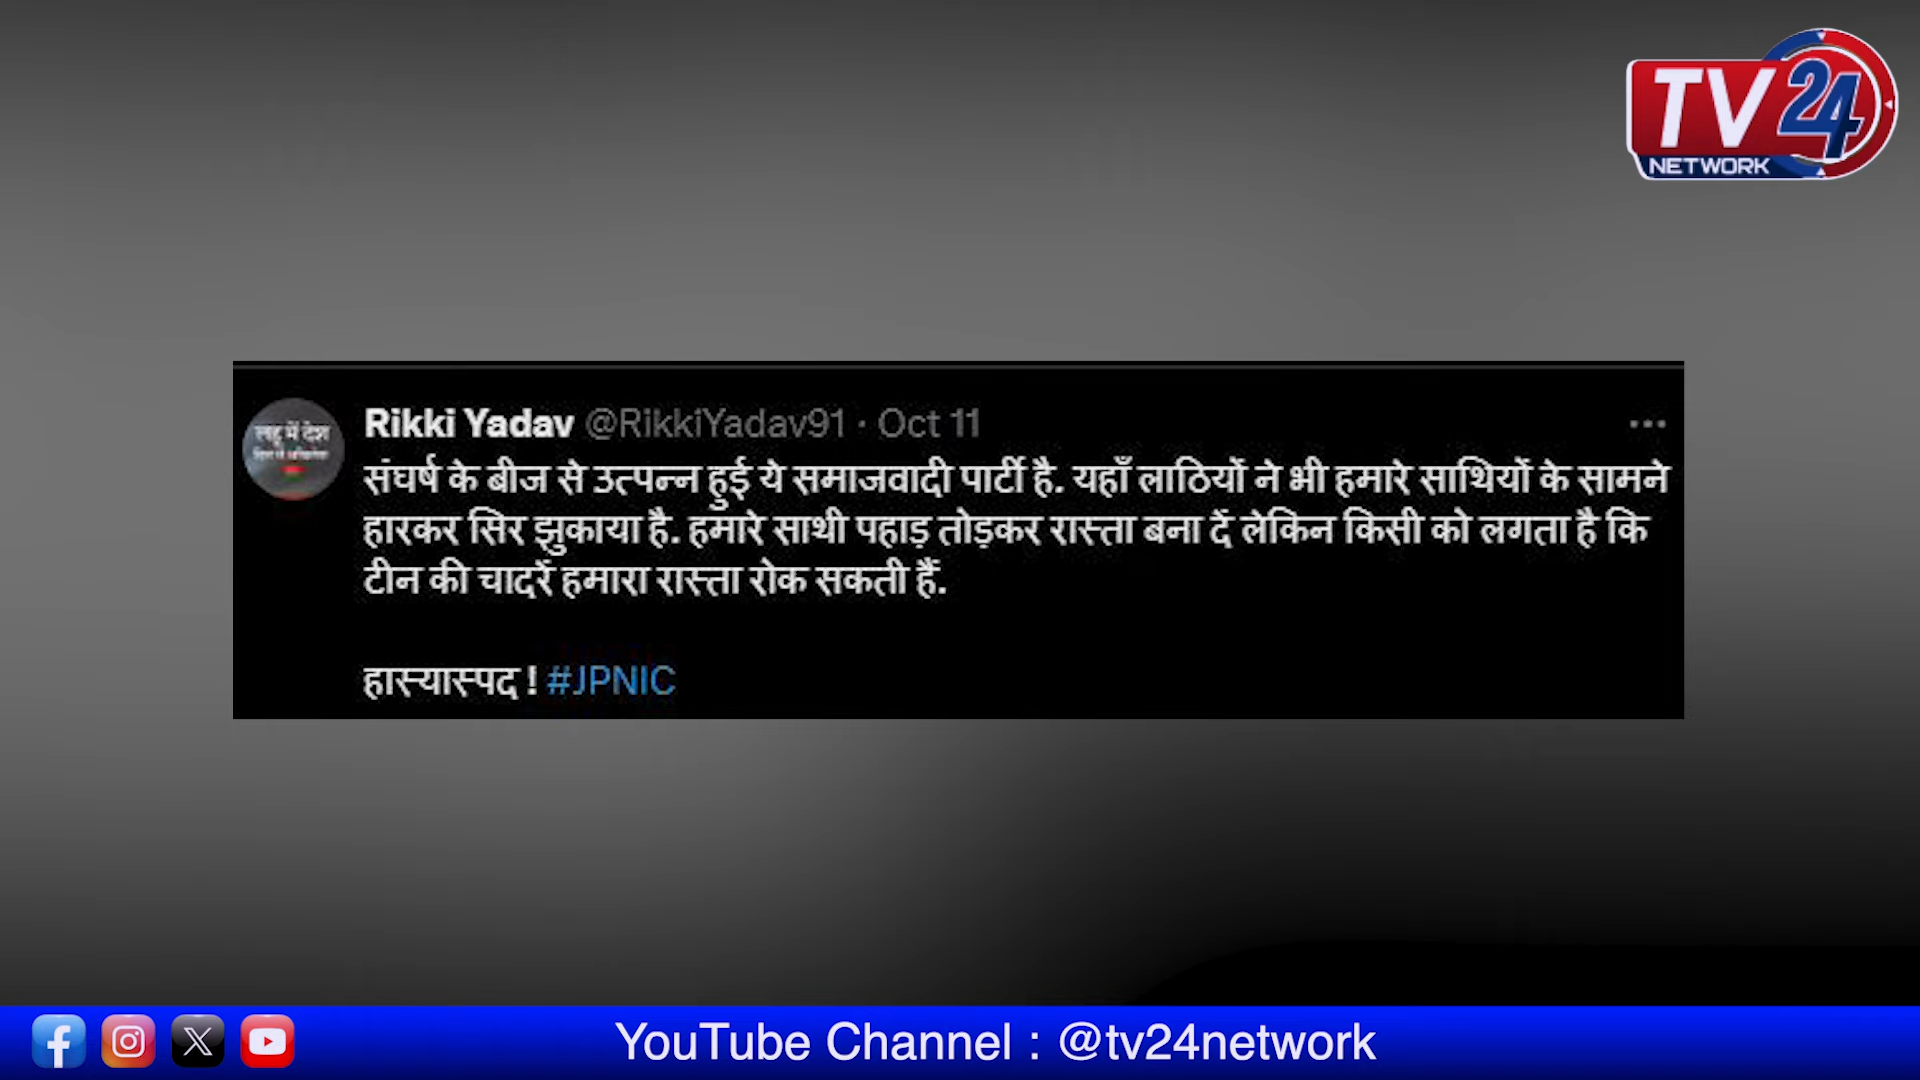 TV24
NETWORK
Rikki Yadav @RikkiYadav91 · Oct 11
संघर्ष के बीज से उत्पन्न हुई ये समाजवादी पार्टी है. यहाँ लाठियों ने भी हमारे साथियों के सामने
हारकर सिर झुकाया है. हमारे साथी पहाड़ तोड़कर रास्ता बना दें लेकिन किसी को लगता है कि
टीन की चादरें हमारा रास्ता रोक सकती हैं.
हास्यास्पद ! #JPNIC
लहू में देश
YouTube Channel : @tv24network